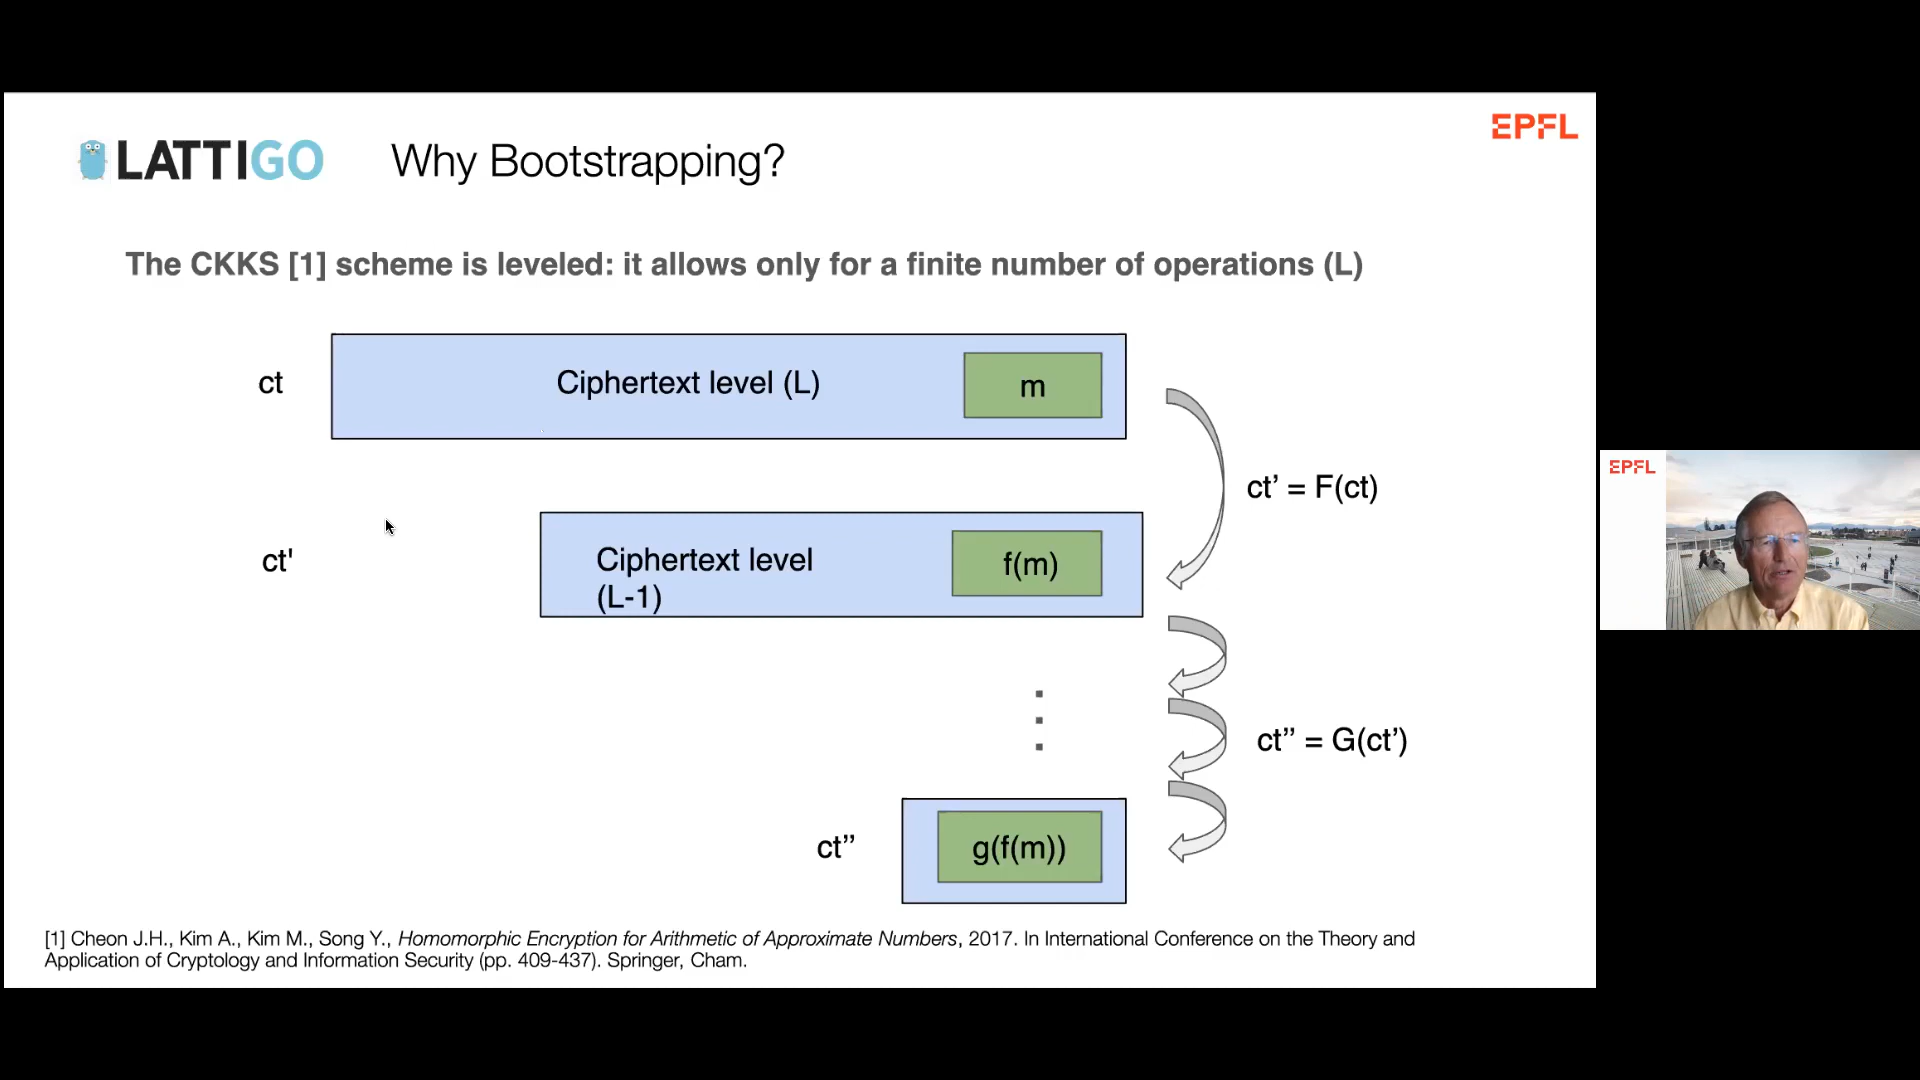 EPFL
LATTIGO
Why Bootstrapping?
The CKKS [1] scheme is leveled: it allows only for a finite number of operations (L)
ct
Ciphertext level (L)
m
ct’ = F(ct)
ct'
Ciphertext level
(L-1)
f(m)
ct’’ = G(ct’)
ct’’
g(f(m))
[1] Cheon J.H., Kim A., Kim M., Song Y., Homomorphic Encryption for Arithmetic of Approximate Numbers, 2017. In International Conference on the Theory and
Application of Cryptology and Information Security (pp. 409-437). Springer, Cham.
EPFL